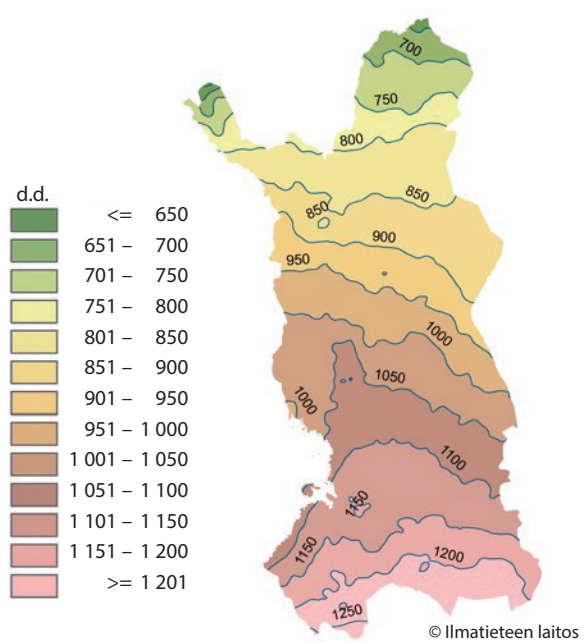 700
750
800
850
850
900
950
1000
1050
1000
1100
1150
1150
1200
1250
d.d.
<= 650
651 – 700
701 – 750
751 – 800
801 – 850
851 – 900
901 – 950
951 – 1 000
1 001 – 1 050
1 051 – 1 100
1 101 – 1 150
1 151 – 1 200
>= 1 201
© Ilmatieteen laitos